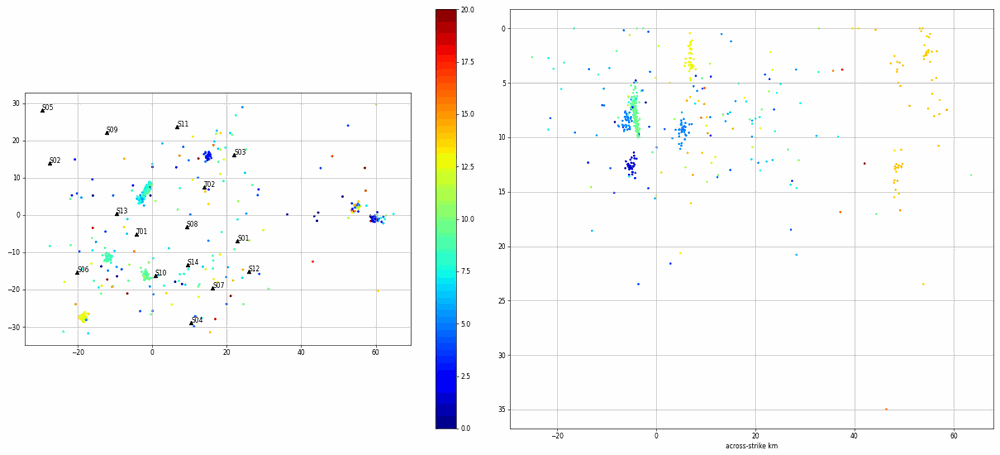 30
20
10
0
−10
−20
−30
−20
0
20
40
60
S05
S09
S11
S02
S03
T02
S13
S08
T01
S01
S14
S06
S10
S12
S07
S04
20.0
17.5
15.0
12.5
10.0
7.5
5.0
2.5
0.0
0
5
10
15
20
25
30
35
−20
0
20
40
60
across-strike km